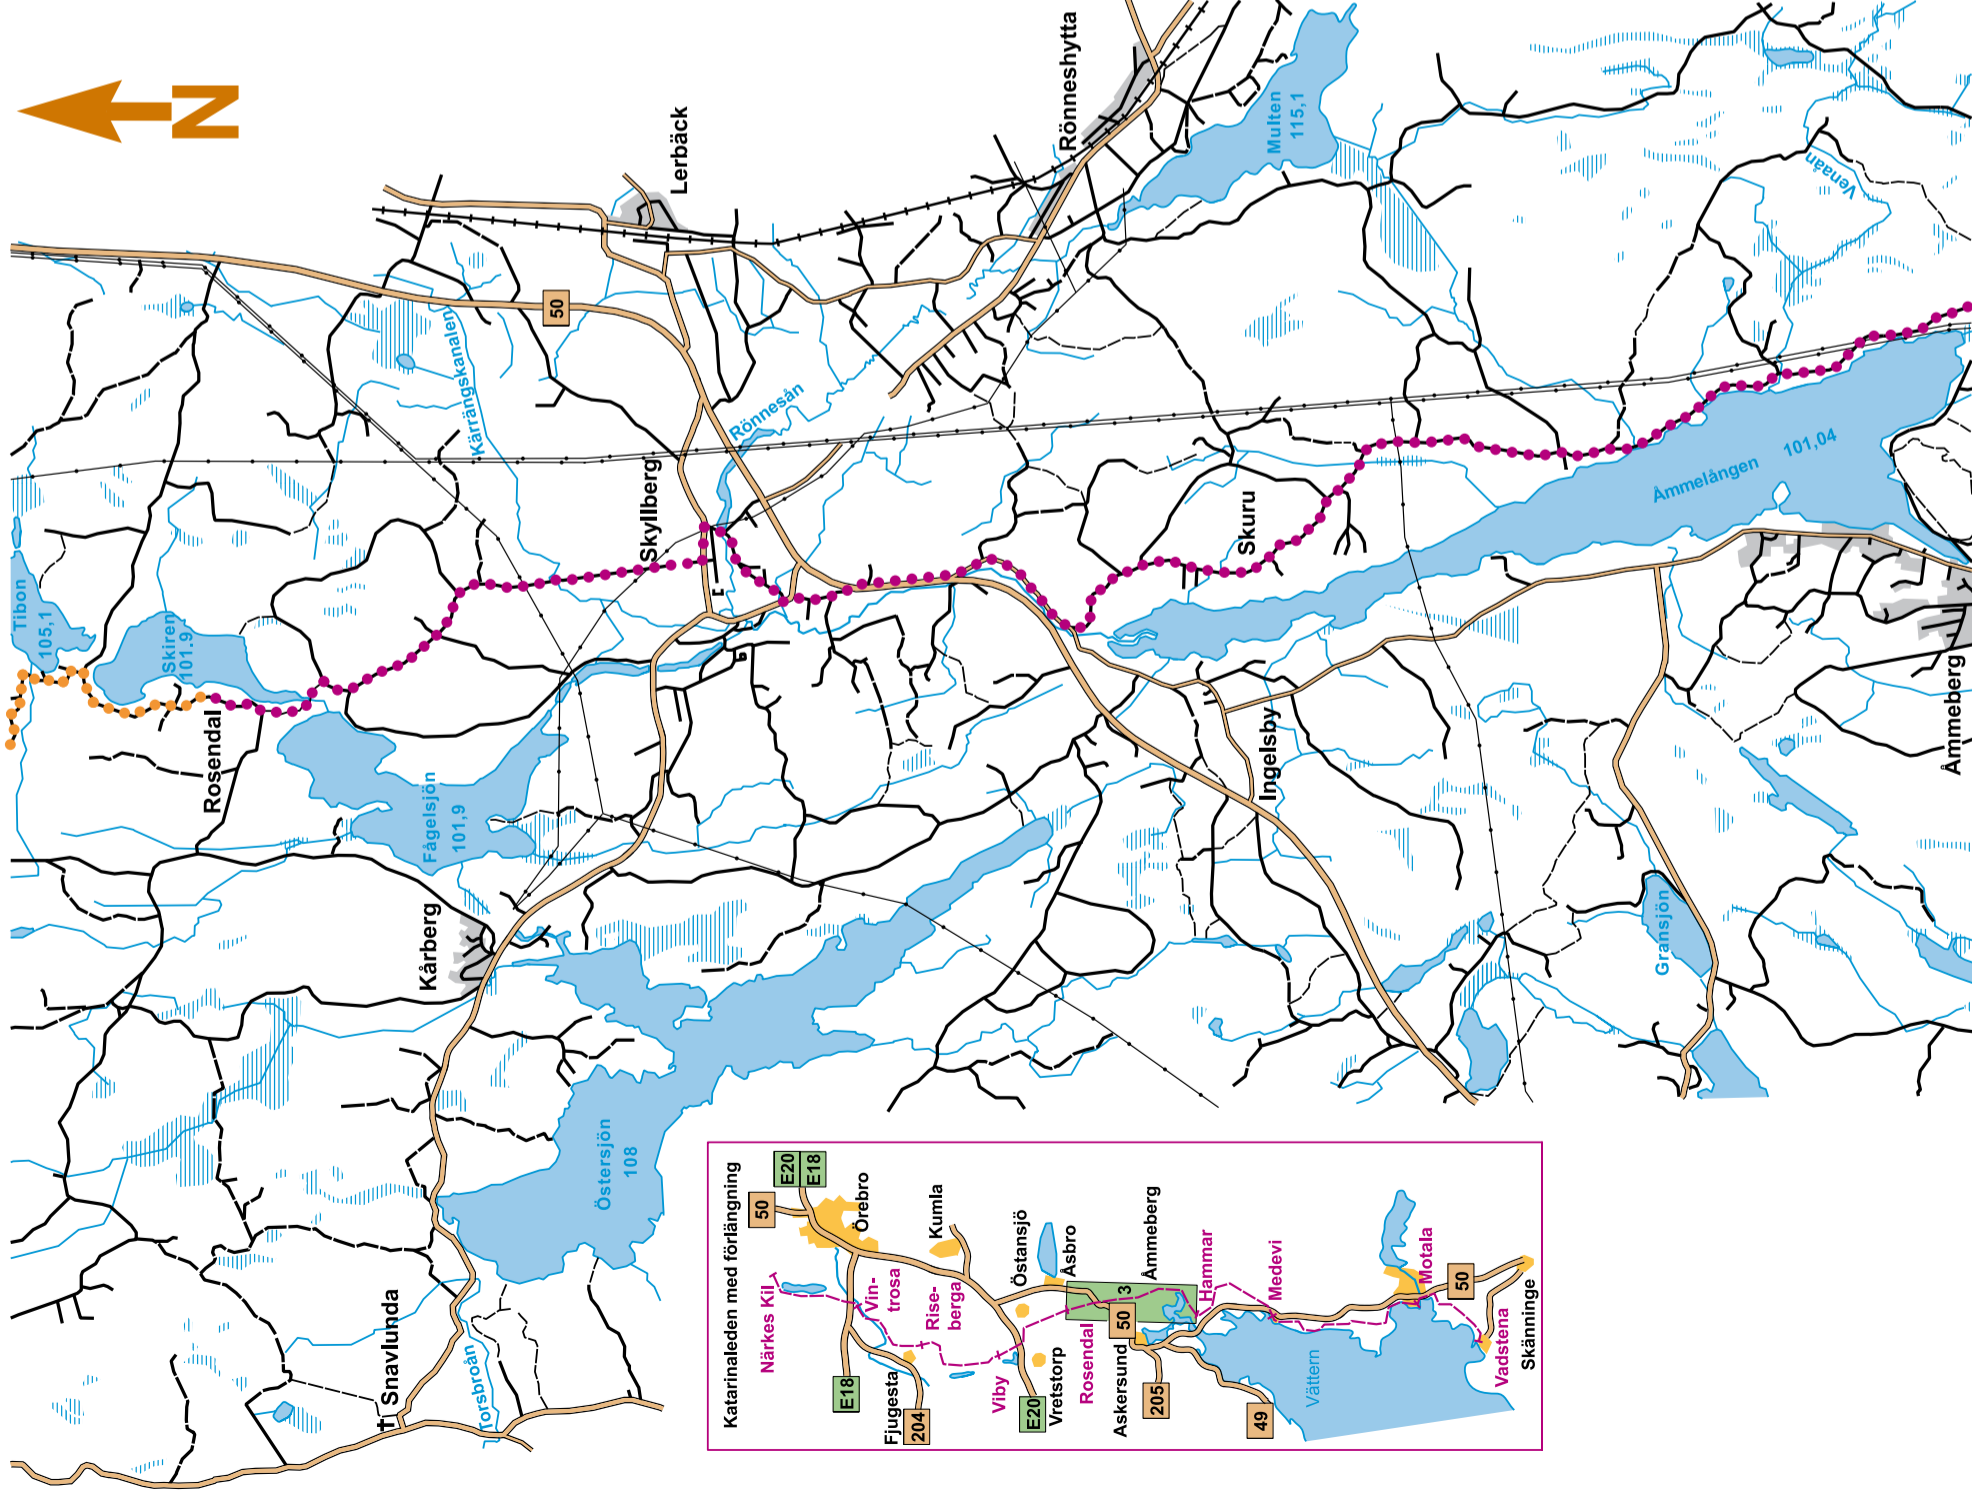 N
Tibon
105,1
Skiren
101.9
Rosendal
Fågelsjön
101,9
Kårberg
Snavlunda
Torsbroån
Östersjön
108
Kärrängskanalen
50
Lerbäck
Skyllberg
Rönnesån
Rönneshytta
Multen
115,1
Skuru
Ingelsby
Åmmelången
101,04
Venaån
Gransjön
Åmmeberg
Katarinaleden med förlängning
50
E20
E18
Örebro
Närkes Kil
Vin-
trosa
E18
Kumla
Rise-
berga
Fjugesta
204
Östansjö
Åsbro
Viby
E20
Vretstorp
Rosendal
3
50
Åmmeberg
Askersund
205
Hammar
49
Medevi
Vättern
Motala
50
Vadstena
Skänninge